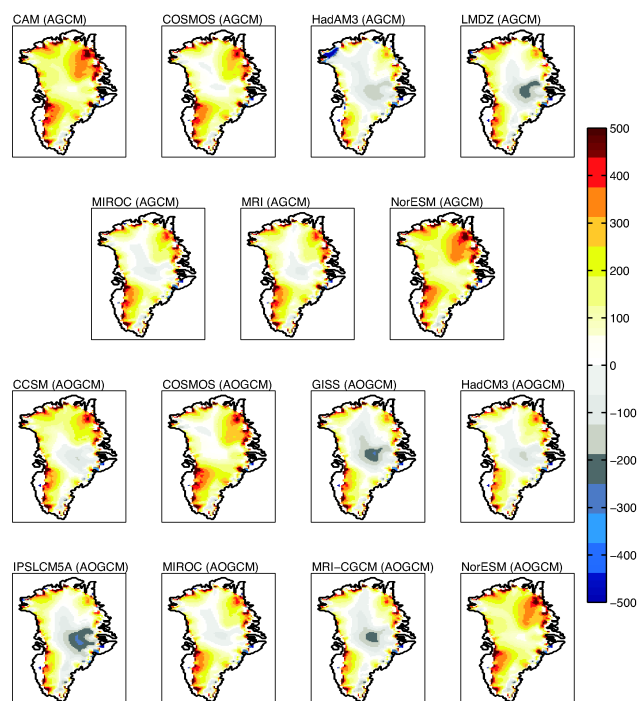 CAM (AGCM)
COSMOS (AGCM)
HadAM3 (AGCM)
LMDZ (AGCM)
MIROC (AGCM)
MRI (AGCM)
NorESM (AGCM)
CCSM (AOGCM)
COSMOS (AOGCM)
GISS (AOGCM)
HadCM3 (AOGCM)
IPSLCM5A (AOGCM)
MIROC (AOGCM)
MRI−CGCM (AOGCM)
NorESM (AOGCM)
500
400
300
200
100
0
−100
−200
−300
−400
−500